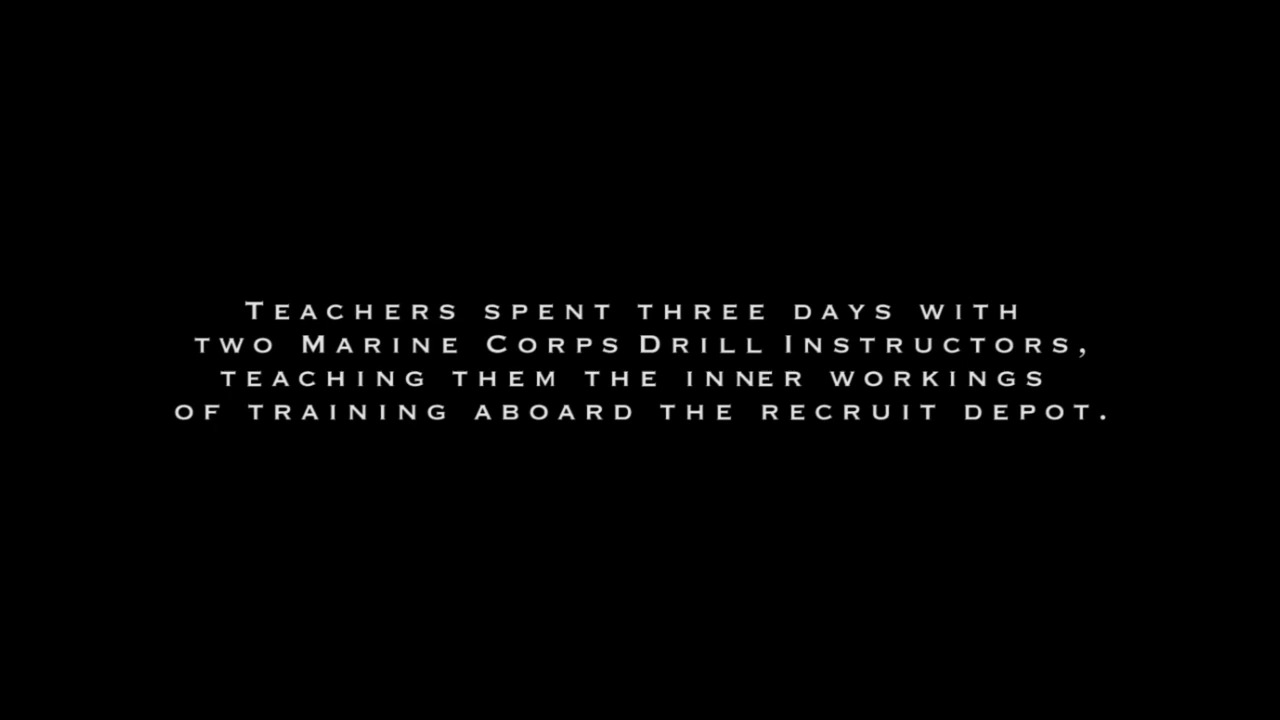 Teachers spent three days with
two Marine Corps Drill Instructors,
teaching them the inner workings
of training aboard the recruit depot.